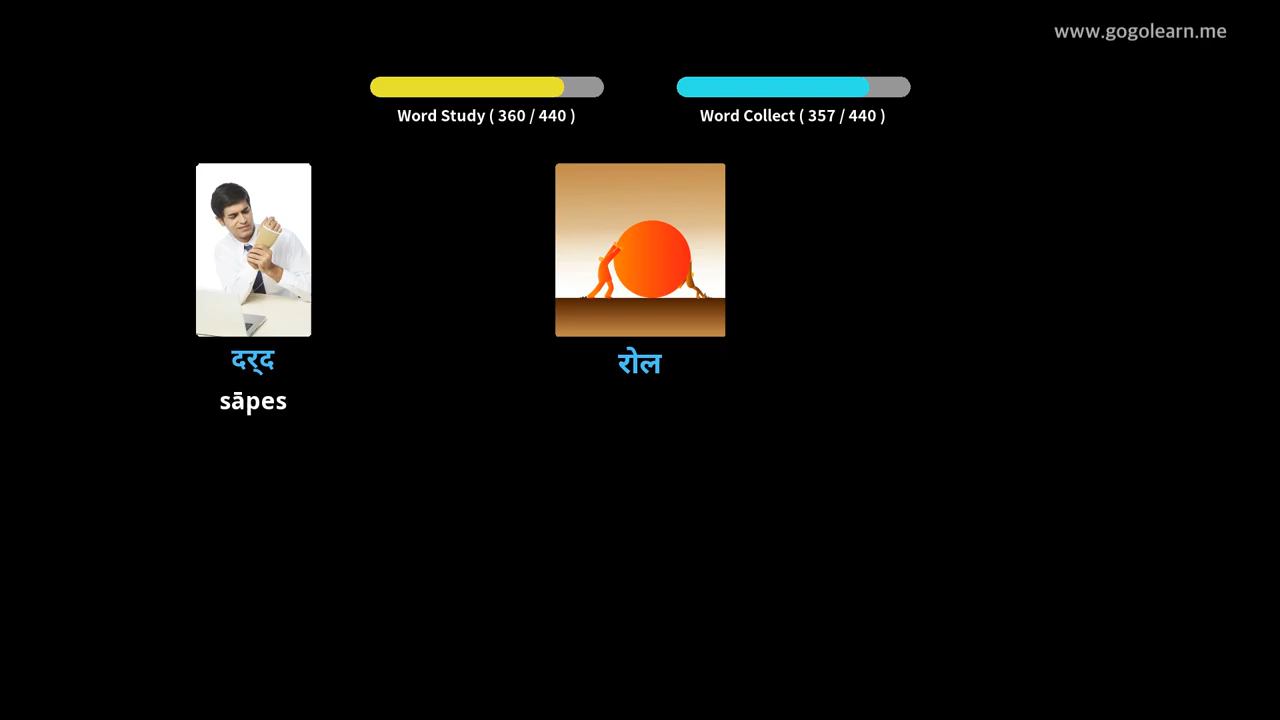 www.gogolearn.me
Word Study ( 360 / 440 )
Word Collect ( 357 / 440 )
दर्द
sāpes
रोल